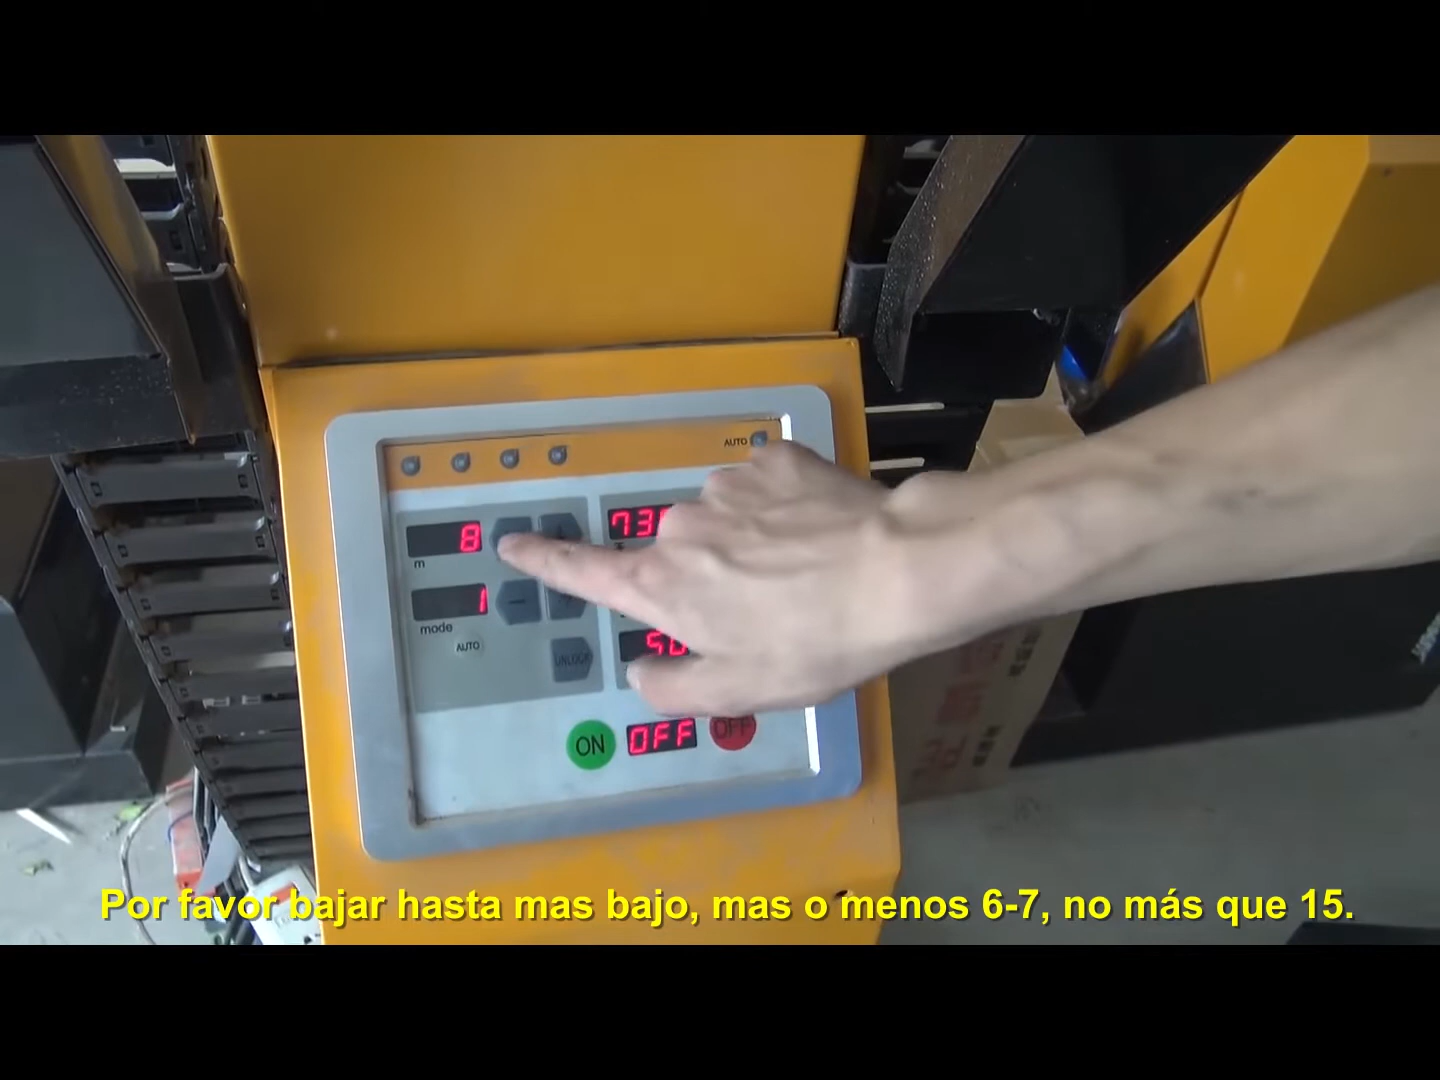 AUTO
8
m
1
mode
AUTO
UNLOCK
ON
OFF
OFF
Por favor bajar hasta mas bajo, mas o menos 6-7, no más que 15.